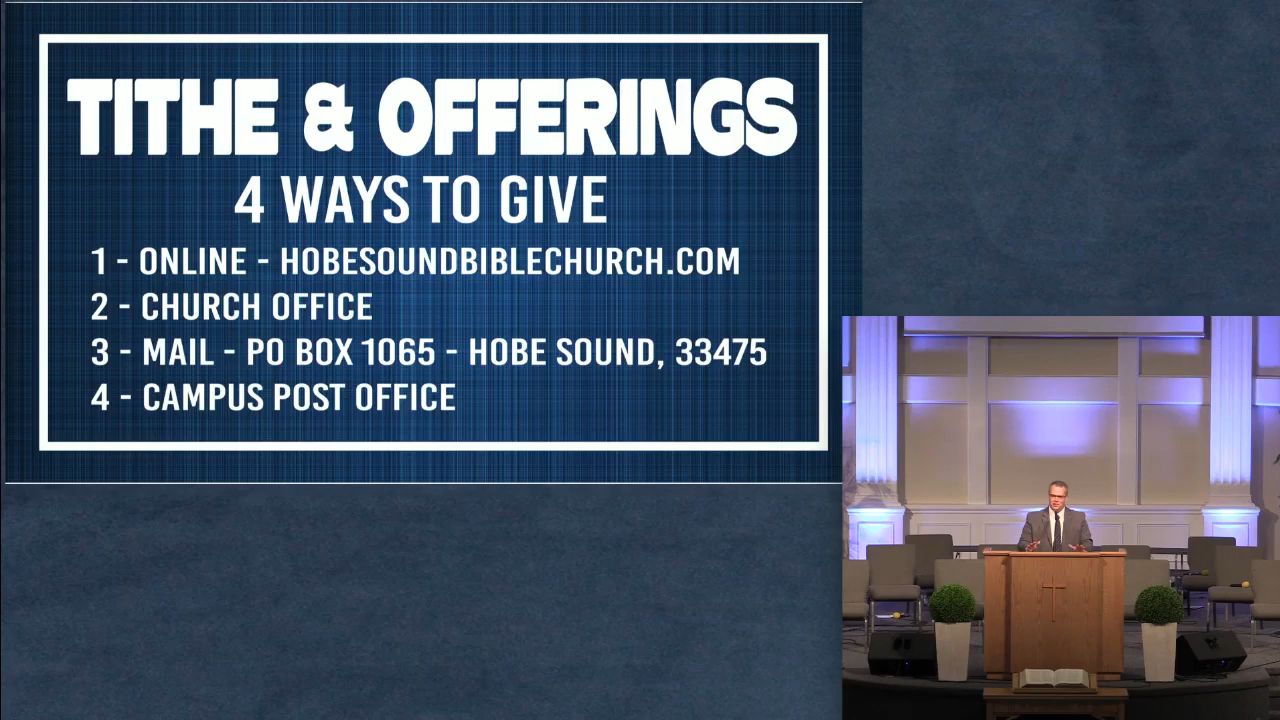 TITHE & OFFERINGS
4 WAYS TO GIVE
1 - ONLINE - HOBESOUNDBIBLECHURCH.COM
2 - CHURCH OFFICE
3 - MAIL - PO BOX 1065 - HOBE SOUND, 33475
4 - CAMPUS POST OFFICE